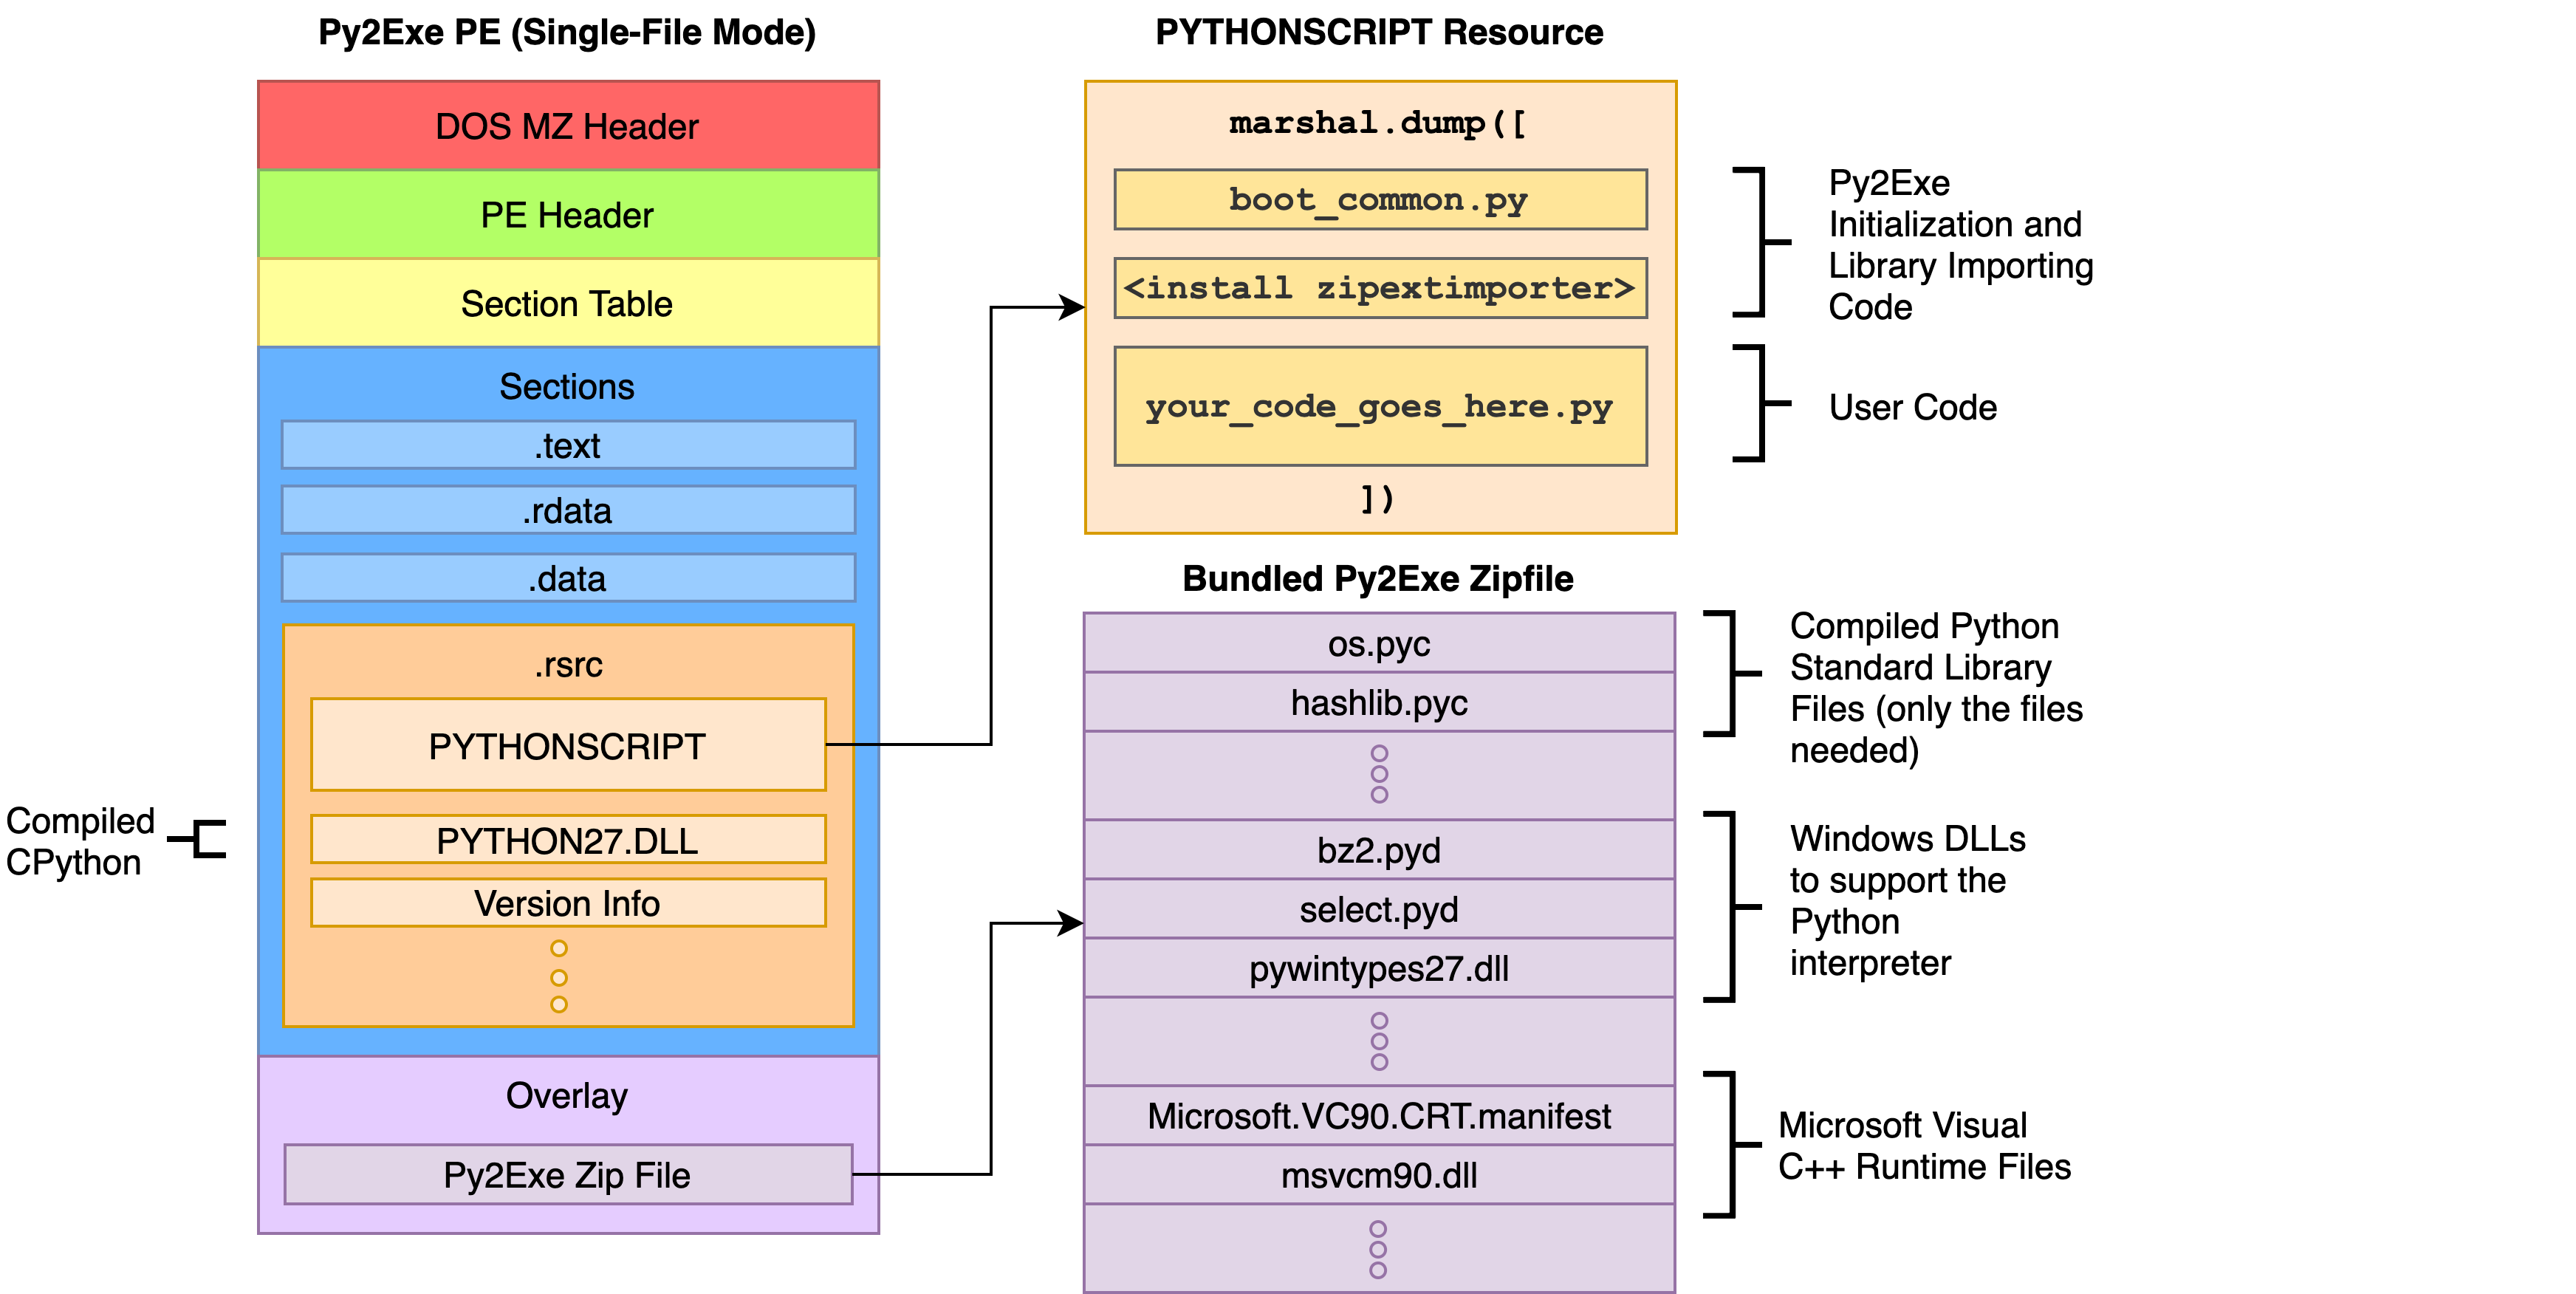 Py2Exe PE (Single-File Mode)
DOS MZ Header
PE Header
Section Table
Sections
.text
.rdata
.data
.rsrc
PYTHONSCRIPT
PYTHON27.DLL
Version Info
Compiled
CPython
Overlay
Py2Exe Zip File
PYTHONSCRIPT Resource
marshal.dump([
boot_common.py
<install zipextimporter>
your_code_goes_here.py
])
Py2Exe
Initialization and
Library Importing
Code
User Code
Bundled Py2Exe Zipfile
os.pyc
hashlib.pyc
bz2.pyd
select.pyd
pywintypes27.dll
Microsoft.VC90.CRT.manifest
msvcm90.dll
Compiled Python
Standard Library
Files (only the files
needed)
Windows DLLs
to support the
Python
interpreter
Microsoft Visual
C++ Runtime Files